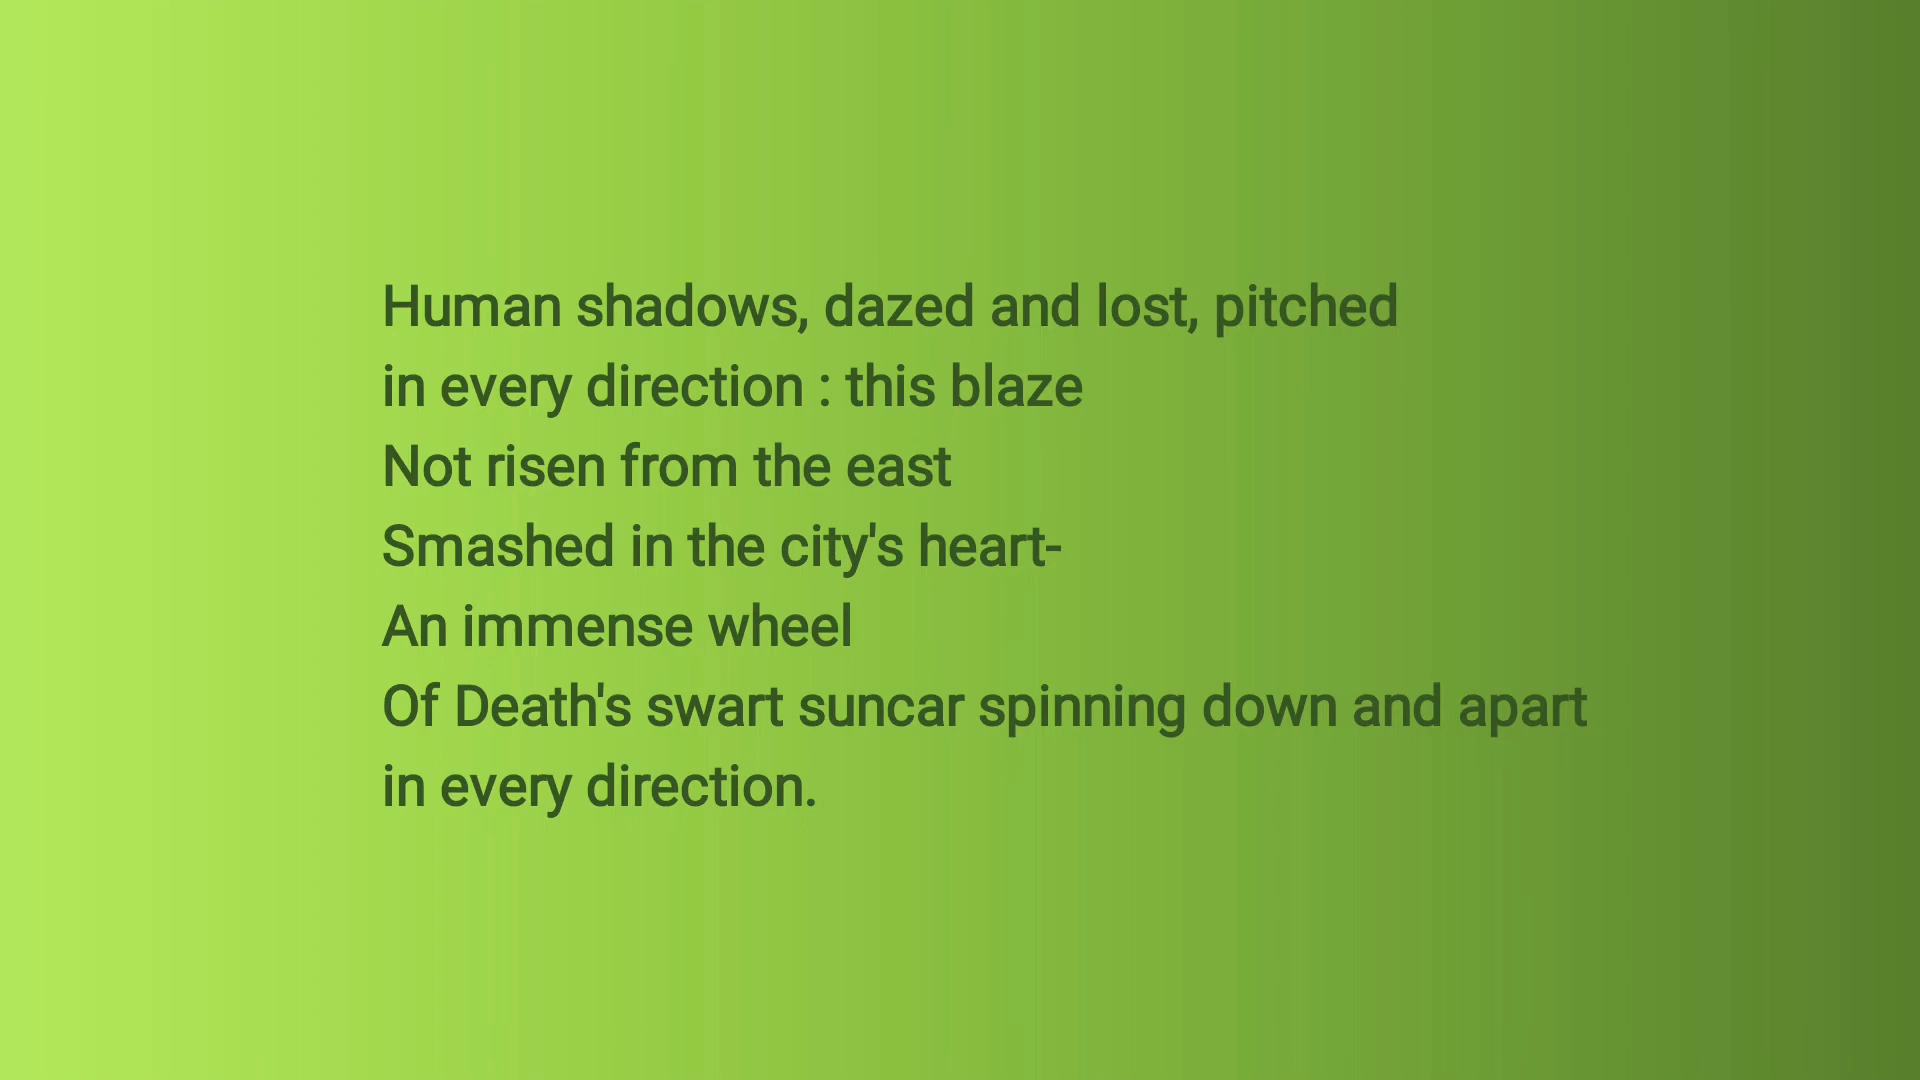 Human shadows, dazed and lost, pitched
in every direction : this blaze
Not risen from the east
Smashed in the city's heart-
An immense wheel
Of Death's swart suncar spinning down and apart
in every direction.